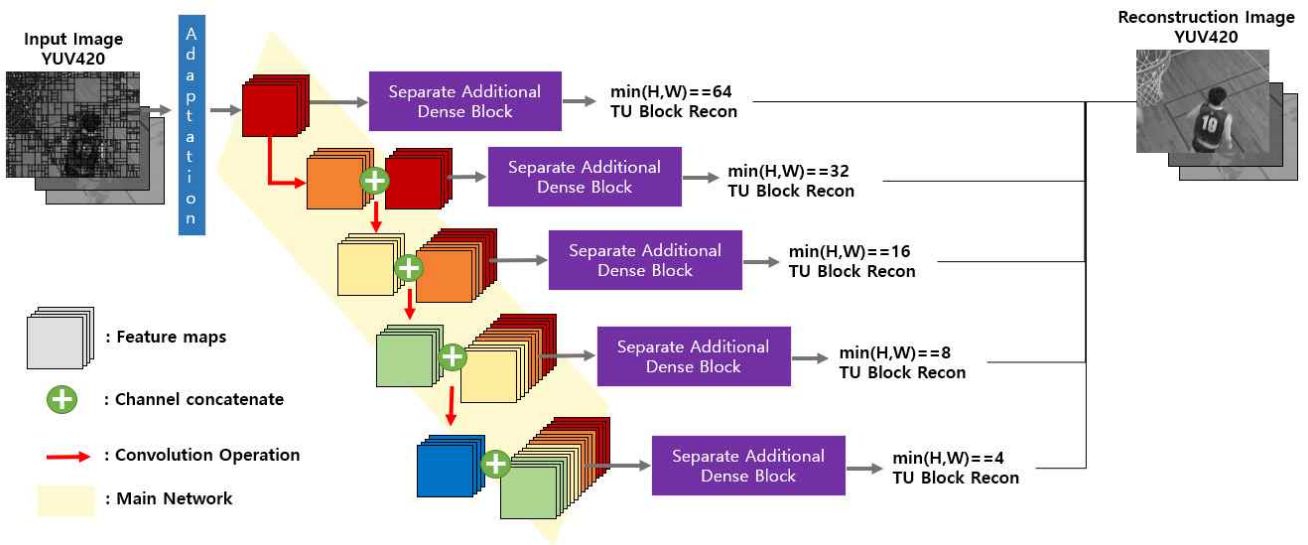 Input Image
YUV420
Adaptation
Reconstruction Image
YUV420
Separate Additional
Dense Block
min(H,W)==64
TU Block Recon
Separate Additional
Dense Block
min(H,W)==32
TU Block Recon
Separate Additional
Dense Block
min(H,W)==16
TU Block Recon
Separate Additional
Dense Block
min(H,W)==8
TU Block Recon
Separate Additional
Dense Block
min(H,W)==4
TU Block Recon
: Feature maps
: Channel concatenate
: Convolution Operation
: Main Network
10